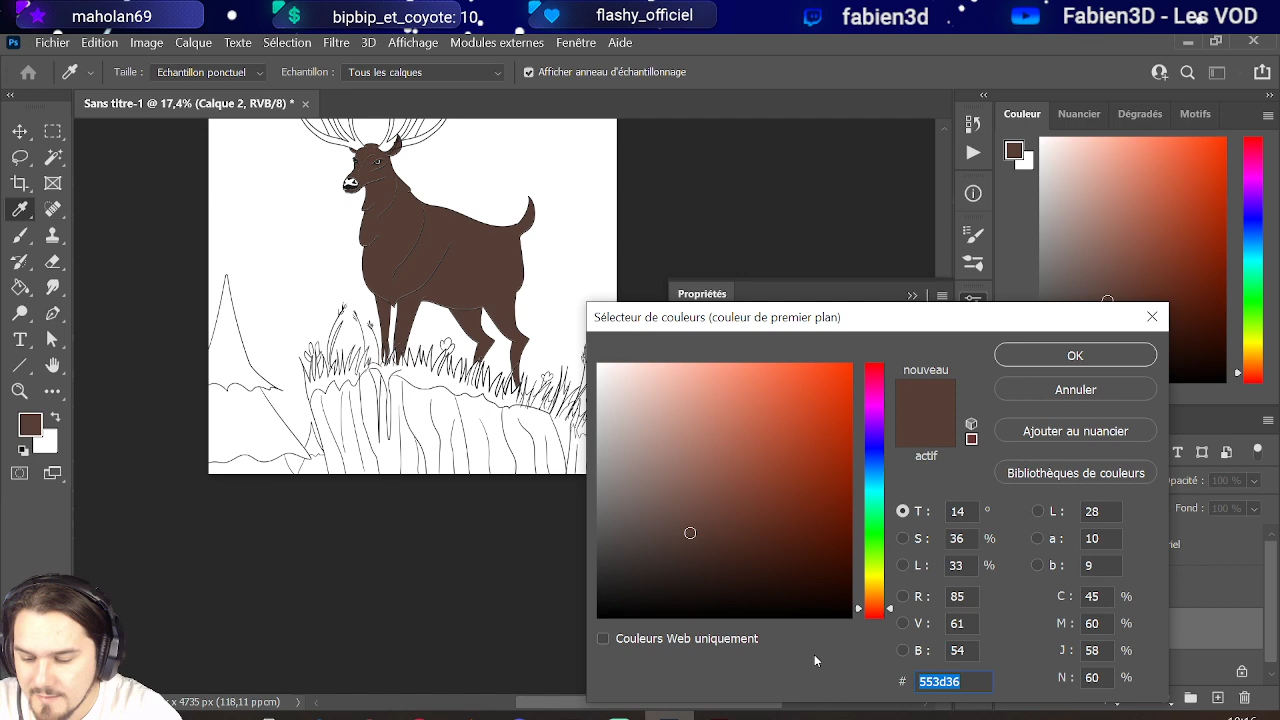 maholan69
bipbip_et_coyote: 10
flashy_officiel
fabien3d
Fabien3D - Les VOD
Ps Fichier Edition Image Calque Texte Sélection Filtre 3D Affichage Modules externes Fenêtre Aide
Taille : Echantillon ponctuel Echantillon : Tous les calques Afficher anneau d'échantillonnage
Sans titre-1 @ 17,4% (Calque 2, RVB/8) *
Couleur Nuancier Dégradés Motifs
Propriétés
Sélecteur de couleurs (couleur de premier plan)
OK
nouveau
Annuler
Ajouter au nuancier
actif
Bibliothèques de couleurs
pacité : 100 %
Fond : 100 %
T : 14 ° L : 28
S : 36 % a : 10
L : 33 % b : 9
R : 85 C : 45 %
V : 61 M : 60 %
B : 54 J : 58 %
# 553d36 N : 60 %
Couleurs Web uniquement
riel
x 4735 px (118,11 ppcm)